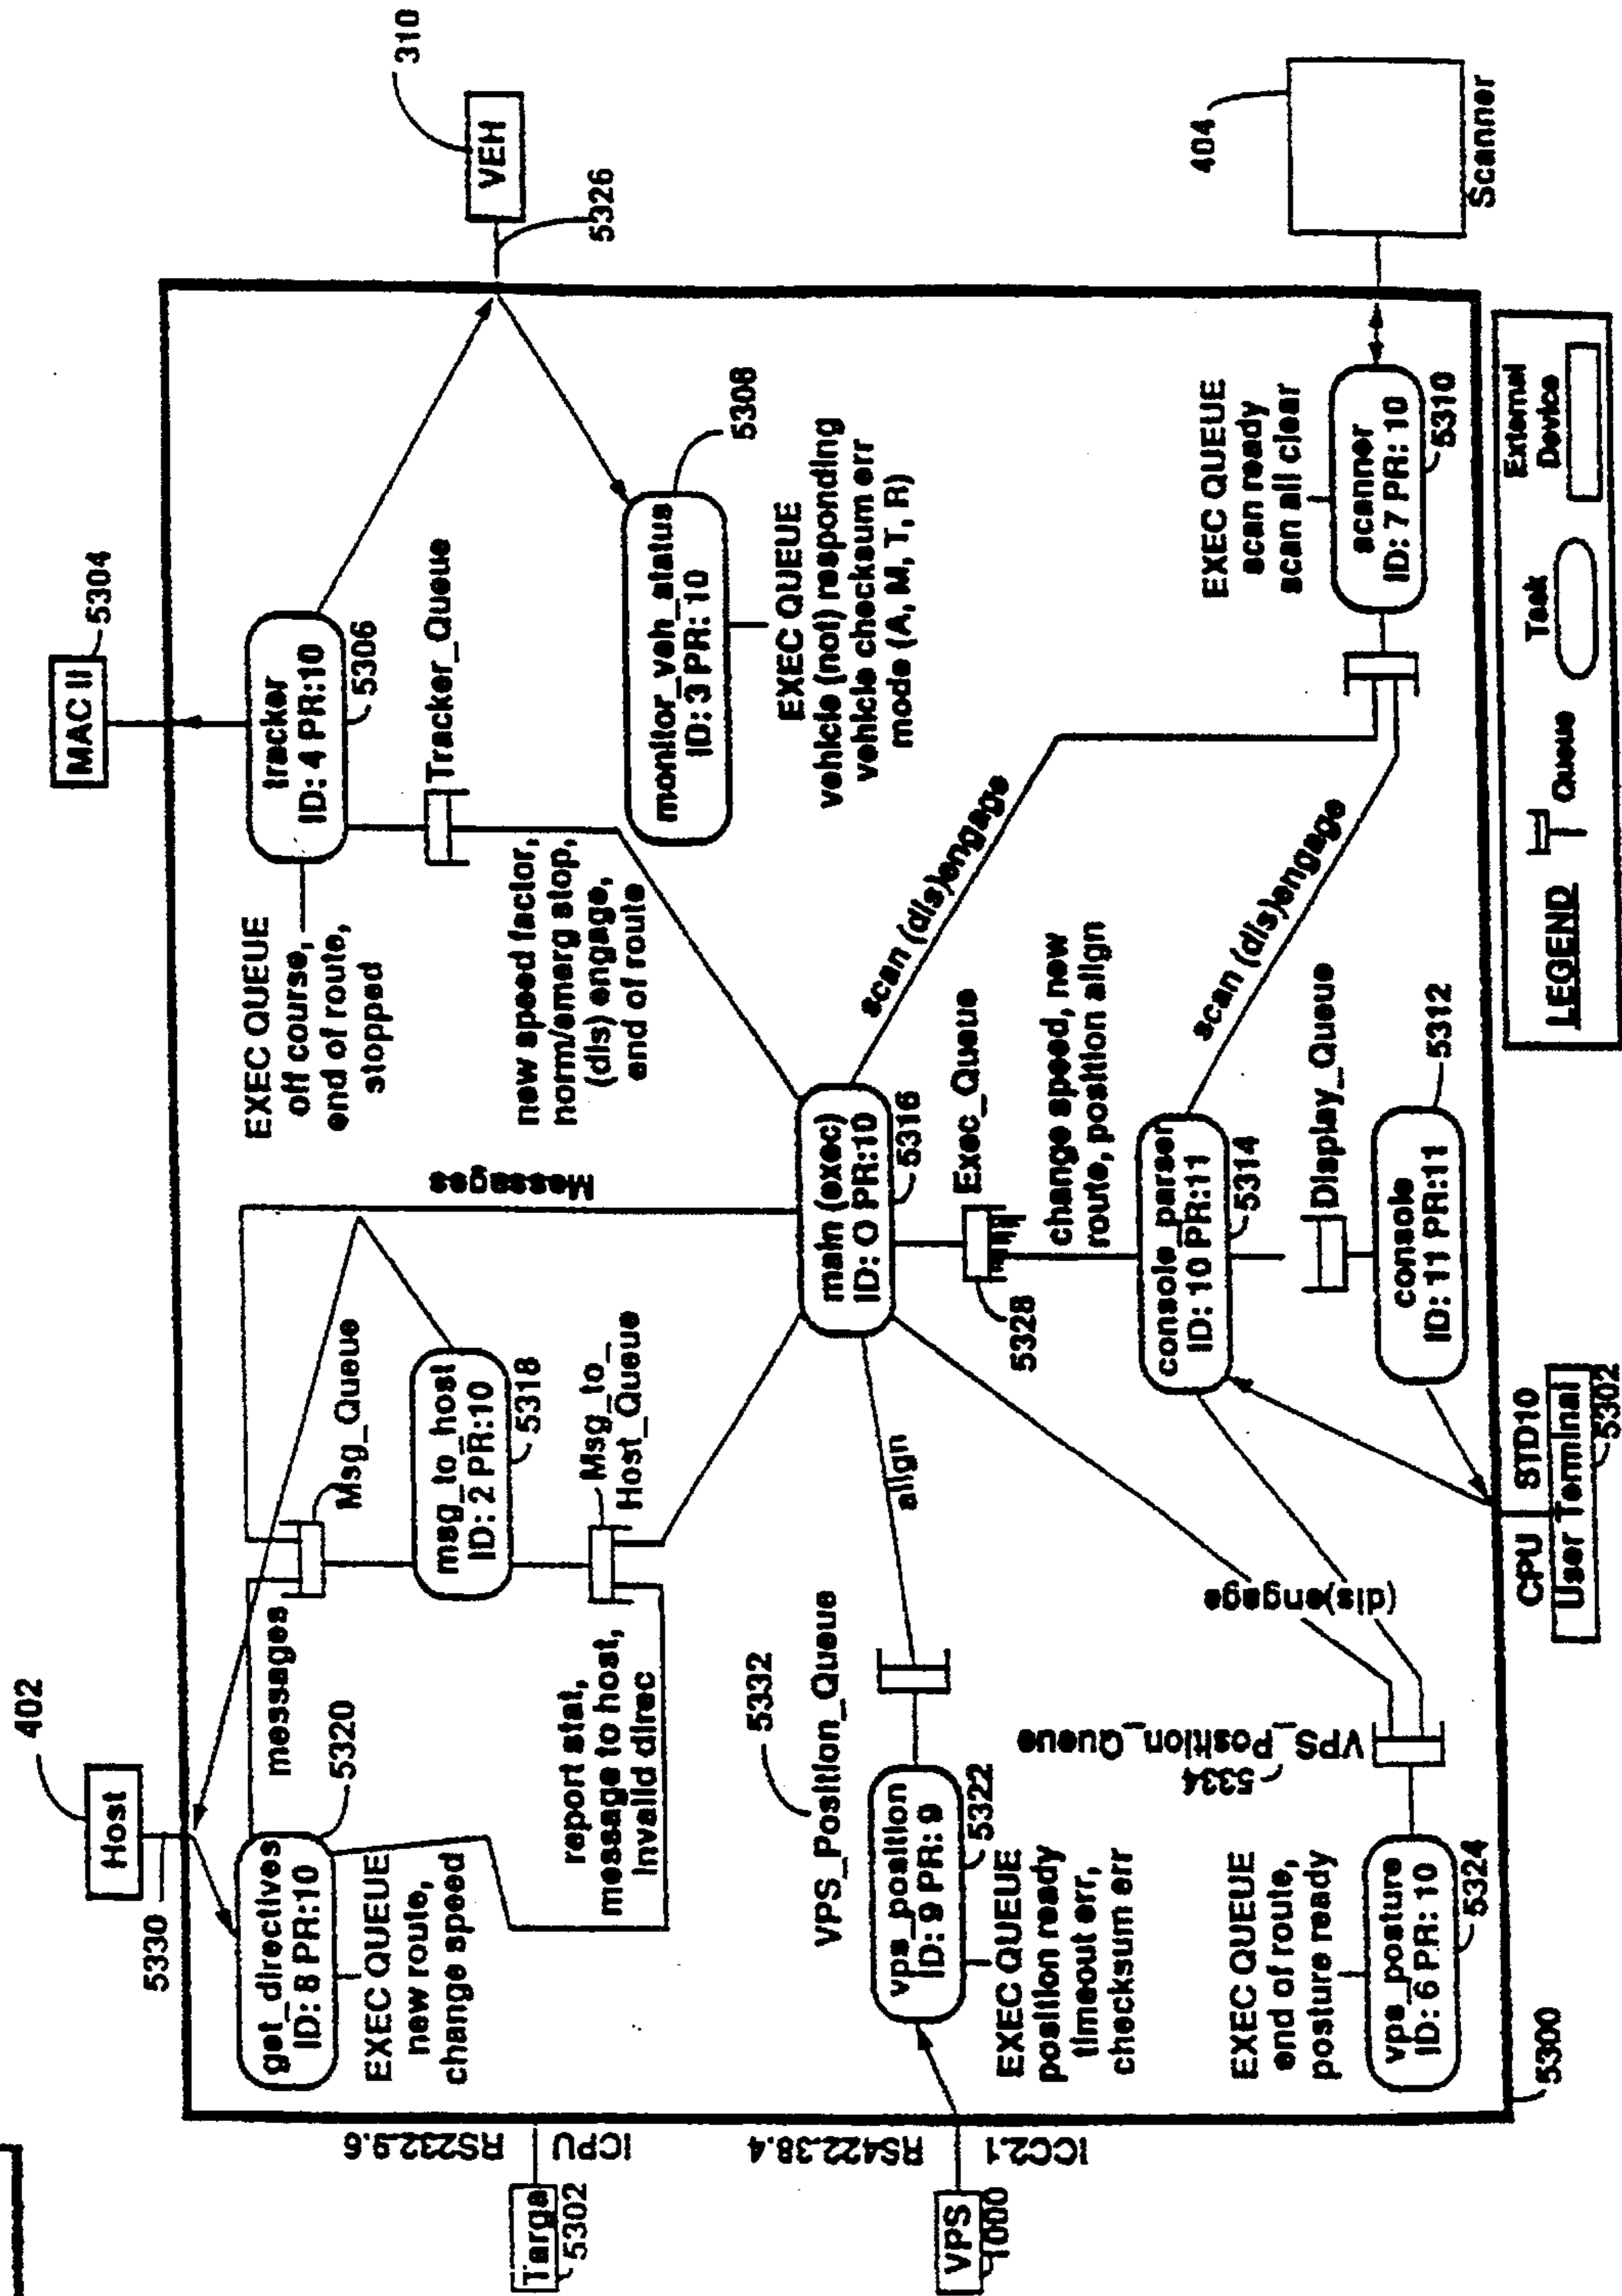 402
Host
5330
MAC II
5304
310
VEH
5326
404
Scanner
get_directives
ID: 8 PR:10
5320
EXEC QUEUE
new route,
change speed
messages
Msg_Queue
msg_to_host
ID: 2 PR:10
5318
Msg_to_
Host_Queue
report stat,
message to host,
invalid direc
Messages
EXEC QUEUE
off course,
end of route,
stopped
tracker
ID: 4 PR:10
5306
Tracker_Queue
new speed factor,
norm/emerg stop,
(dis) engage,
end of route
monitor_veh_status
ID: 3 PR: 10
5308
EXEC QUEUE
vehicle (not) responding
vehicle checksum err
mode (A, M, T, R)
Targa
5302
RS232.9.6
ICPU
VPS
1000
RS422.38.4
ICC2.1
VPS_Position_Queue
5332
vps_position
ID: 9 PR: 9
5322
EXEC QUEUE
position ready
timeout err,
checksum err
align
main (exec)
ID: O PR:10
5316
Exec_Queue
5328
scan (dis)engage
change speed, new
route, position align
scan (dis)engage
console_parser
ID: 10 PR:11
5314
Display_Queue
console
ID: 11 PR:11
5312
EXEC QUEUE
scan ready
scan all clear
scanner
ID: 7 PR: 10
5310
(dis)engage
VPS_Position_Queue
5334
EXEC QUEUE
end of route,
posture ready
vps_posture
ID: 6 PR: 10
5324
5300
CPU
STD10
User Terminal
5302
LEGEND
Queue
Task
External
Device